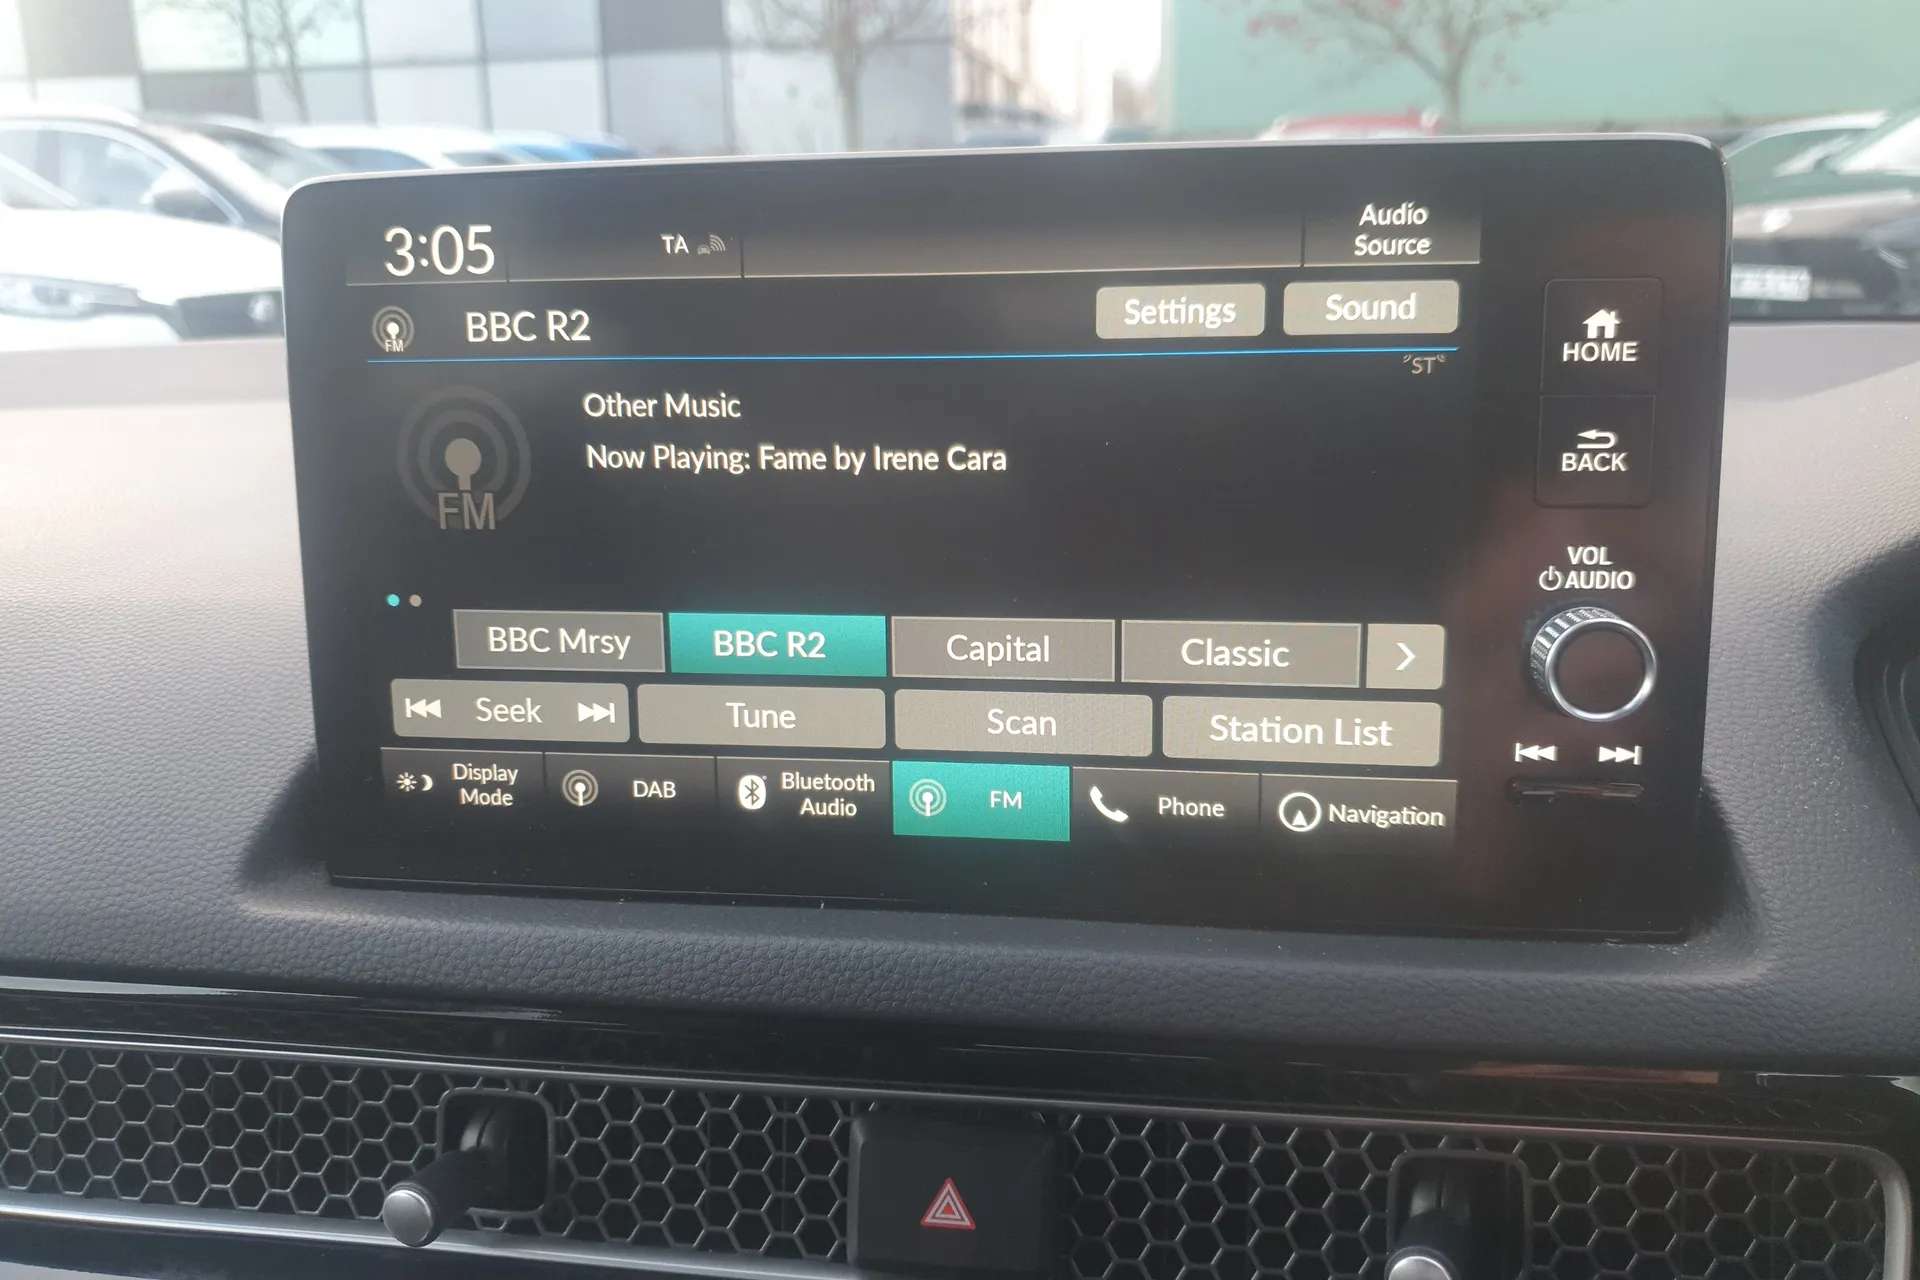 3:05
TA
Audio
Source
FM
BBC R2
Settings
Sound
ST
Other Music
Now Playing: Fame by Irene Cara
FM
BBC Mrsy
BBC R2
Capital
Classic
Seek
Tune
Scan
Station List
Display
Mode
DAB
Bluetooth
Audio
FM
Phone
Navigation
HOME
BACK
VOL
AUDIO